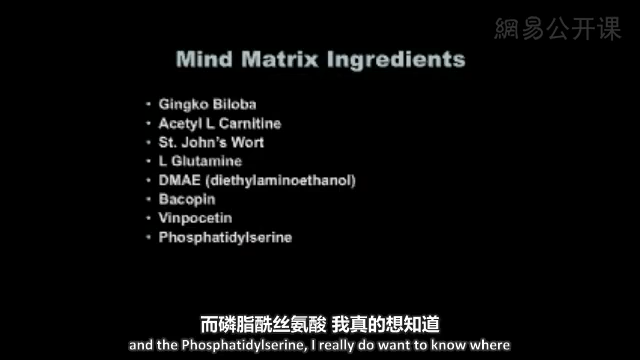 網易公开课
Mind Matrix Ingredients
• Gingko Biloba
• Acetyl L Carnitine
• St. John's Wort
• L Glutamine
• DMAE (diethylaminoethanol)
• Bacopin
• Vinpocetin
• Phosphatidylserine
而磷脂酰丝氨酸 我真的想知道
and the Phosphatidylserine, I really do want to know where